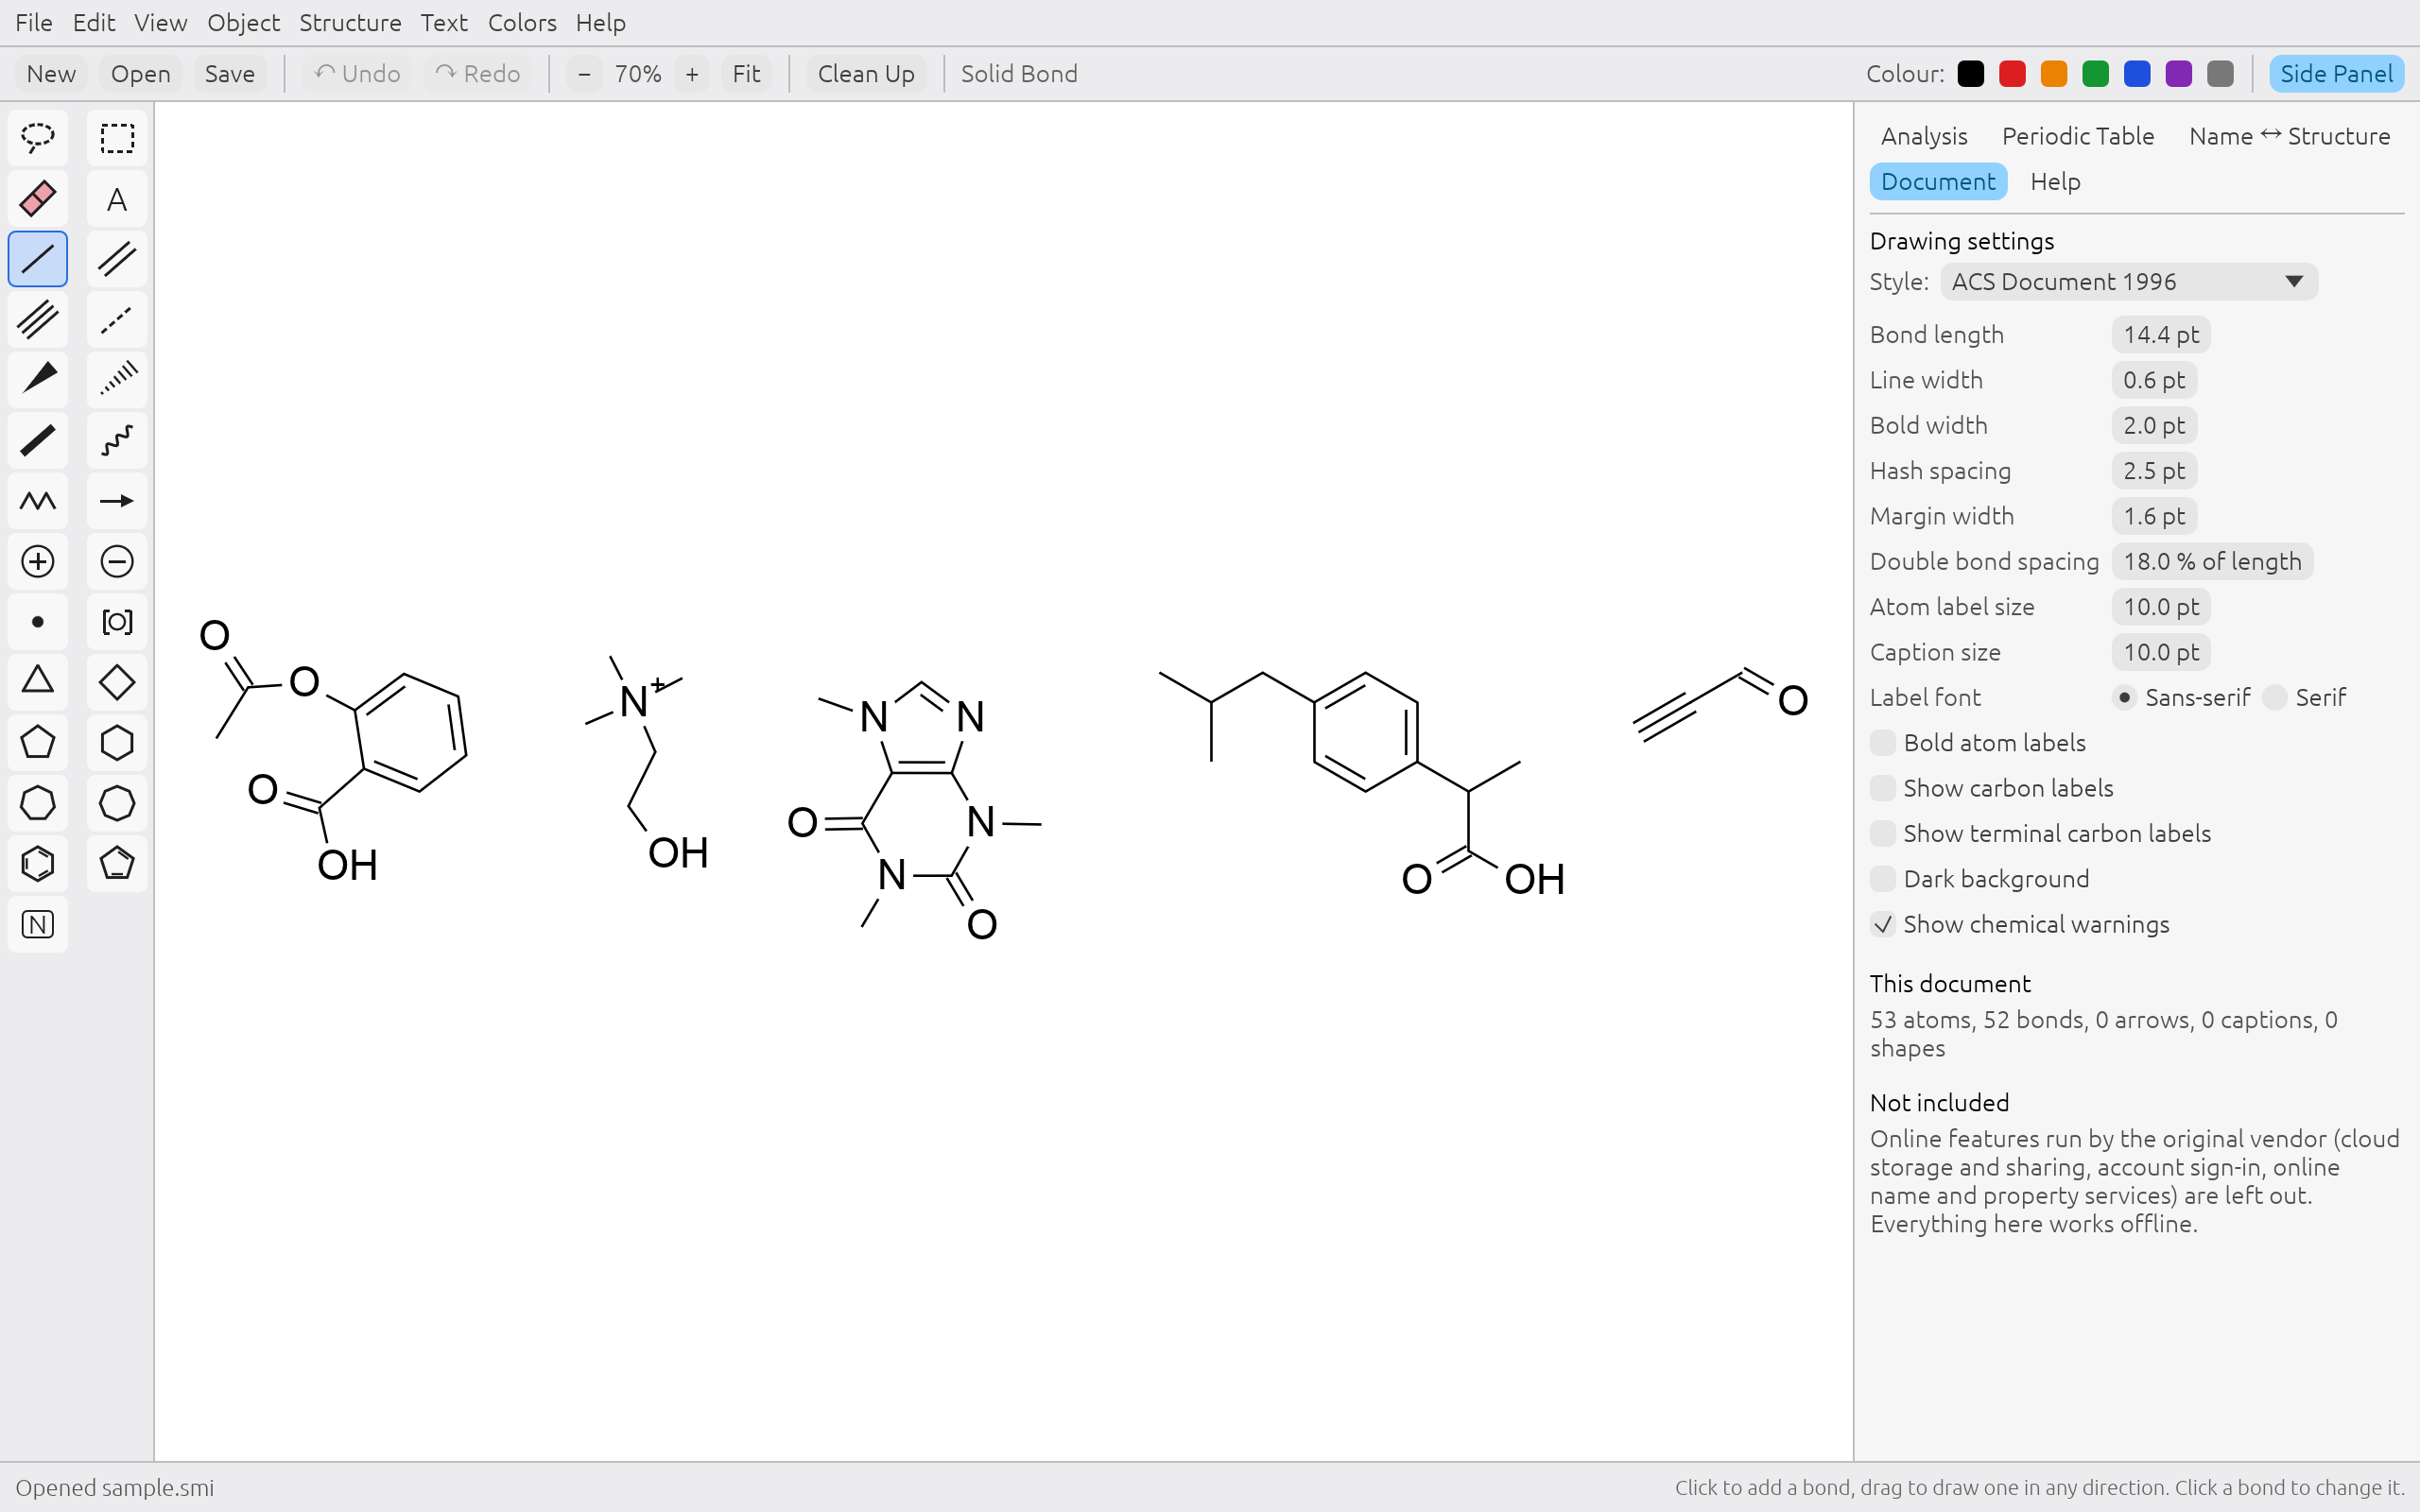 File Edit View Object Structure Text Colors Help
New Open Save ↶ Undo ↷ Redo − 70% + Fit Clean Up Solid Bond Colour: Side Panel
A
N
Analysis Periodic Table Name ↔ Structure
Document Help
Drawing settings
Style: ACS Document 1996
Bond length 14.4 pt
Line width 0.6 pt
Bold width 2.0 pt
Hash spacing 2.5 pt
Margin width 1.6 pt
Double bond spacing 18.0 % of length
Atom label size 10.0 pt
Caption size 10.0 pt
Label font Sans-serif Serif
Bold atom labels
Show carbon labels
Show terminal carbon labels
Dark background
Show chemical warnings
This document
53 atoms, 52 bonds, 0 arrows, 0 captions, 0
shapes
Not included
Online features run by the original vendor (cloud
storage and sharing, account sign-in, online
name and property services) are left out.
Everything here works offline.
O
O
O
OH
N+
OH
N N
O N
N
O
O OH
O
Opened sample.smi
Click to add a bond, drag to draw one in any direction. Click a bond to change it.